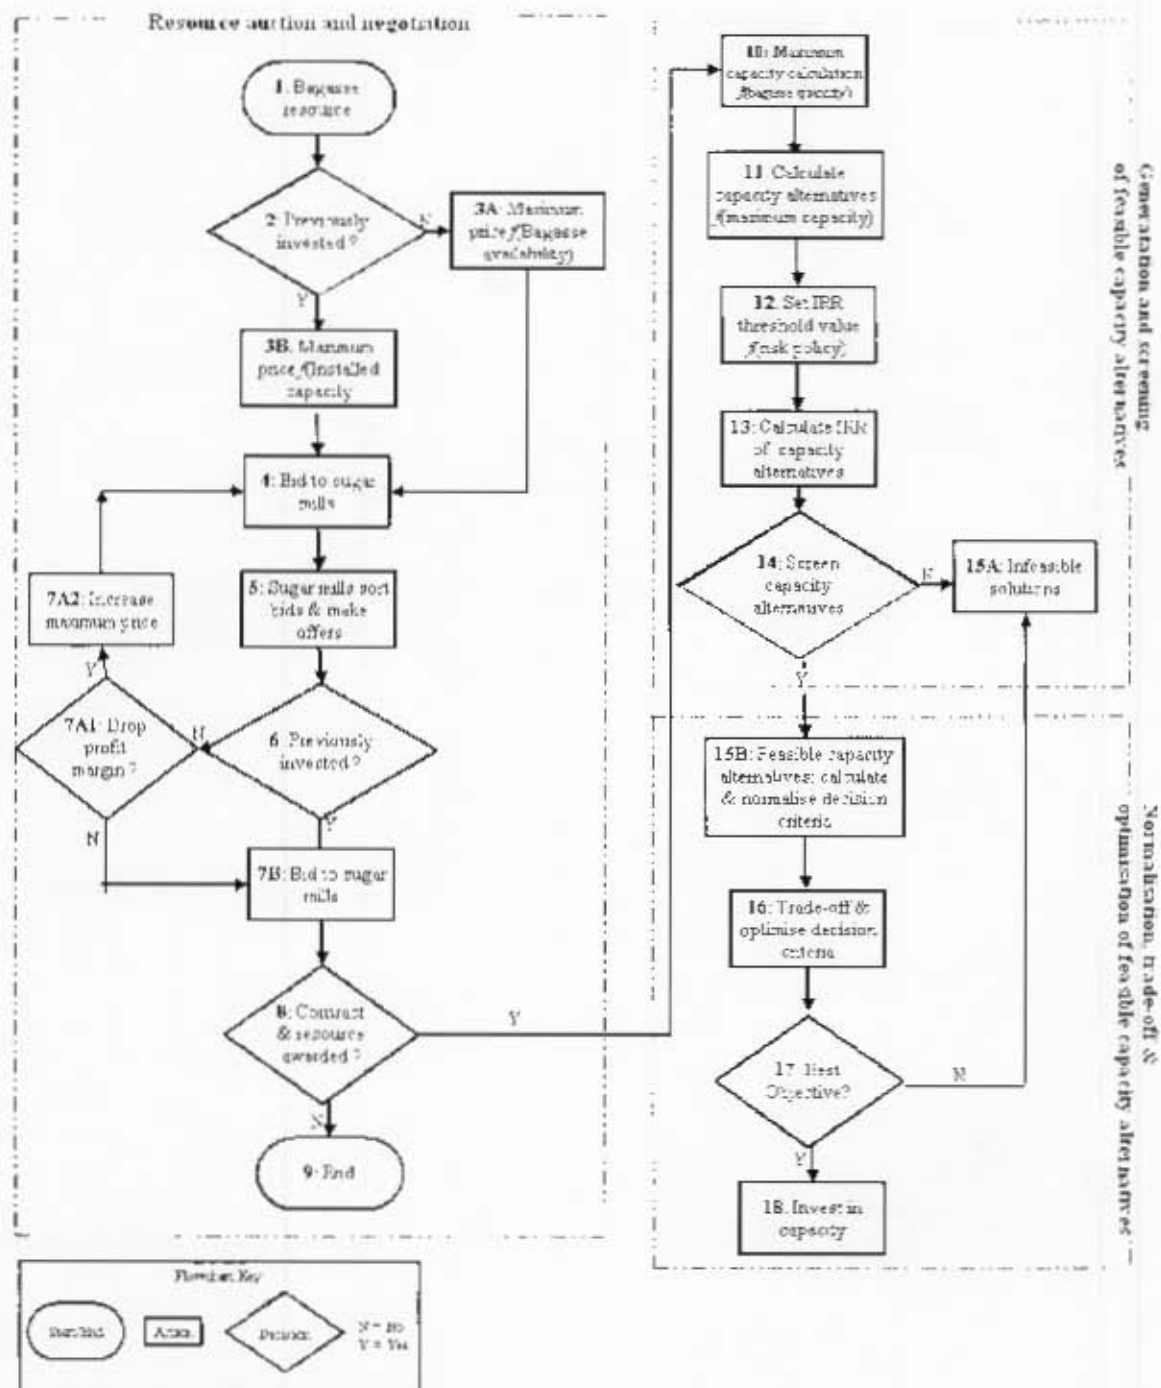 Resource auction and negotiation
1. Bagasse
resource
2. Previously
invested?
N
3A: Maximum
price f(Bagasse
availability)
Y
3B. Maximum
price f(Installed
capacity
4: Bid to sugar
mills
5: Sugar mills sort
bids & make
offers
7A2: Increase
maximum price
Y
7A1: Drop
profit
margin?
N
6. Previously
invested?
N
Y
7B: Bid to sugar
mills
8: Contract
& resource
awarded?
Y
N
9: End
10: Maximum
capacity calculation
f(bagasse quantity)
11. Calculate
capacity alternatives
f(maximum capacity)
12. Set IRR
threshold value
f(risk policy)
13: Calculate IRR
of capacity
alternatives
14: Screen
capacity
alternatives
N
15A: Infeasible
solutions
Y
Generation and screening
of feasible capacity alternatives
15B: Feasible capacity
alternatives: calculate
& normalise decision
criteria
16: Trade-off &
optimise decision
criteria
17. Best
Objective?
N
Y
18. Invest in
capacity
Normalisation, trade-off &
optimisation of feasible capacity alternatives
Flowchart Key
Start/End
Action
Decision
N = No
Y = Yes